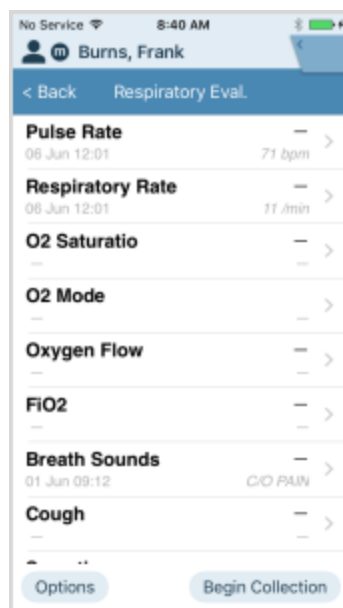 No Service 8:40 AM
m Burns, Frank
< Back Respiratory Eval.
Pulse Rate —
06 Jun 12:01 71 bpm
Respiratory Rate —
06 Jun 12:01 11 /min
O2 Saturatio —
— —
O2 Mode
— —
Oxygen Flow —
— —
FiO2 —
— —
Breath Sounds —
01 Jun 09:12 C/O PAIN
Cough —
— —
Options Begin Collection